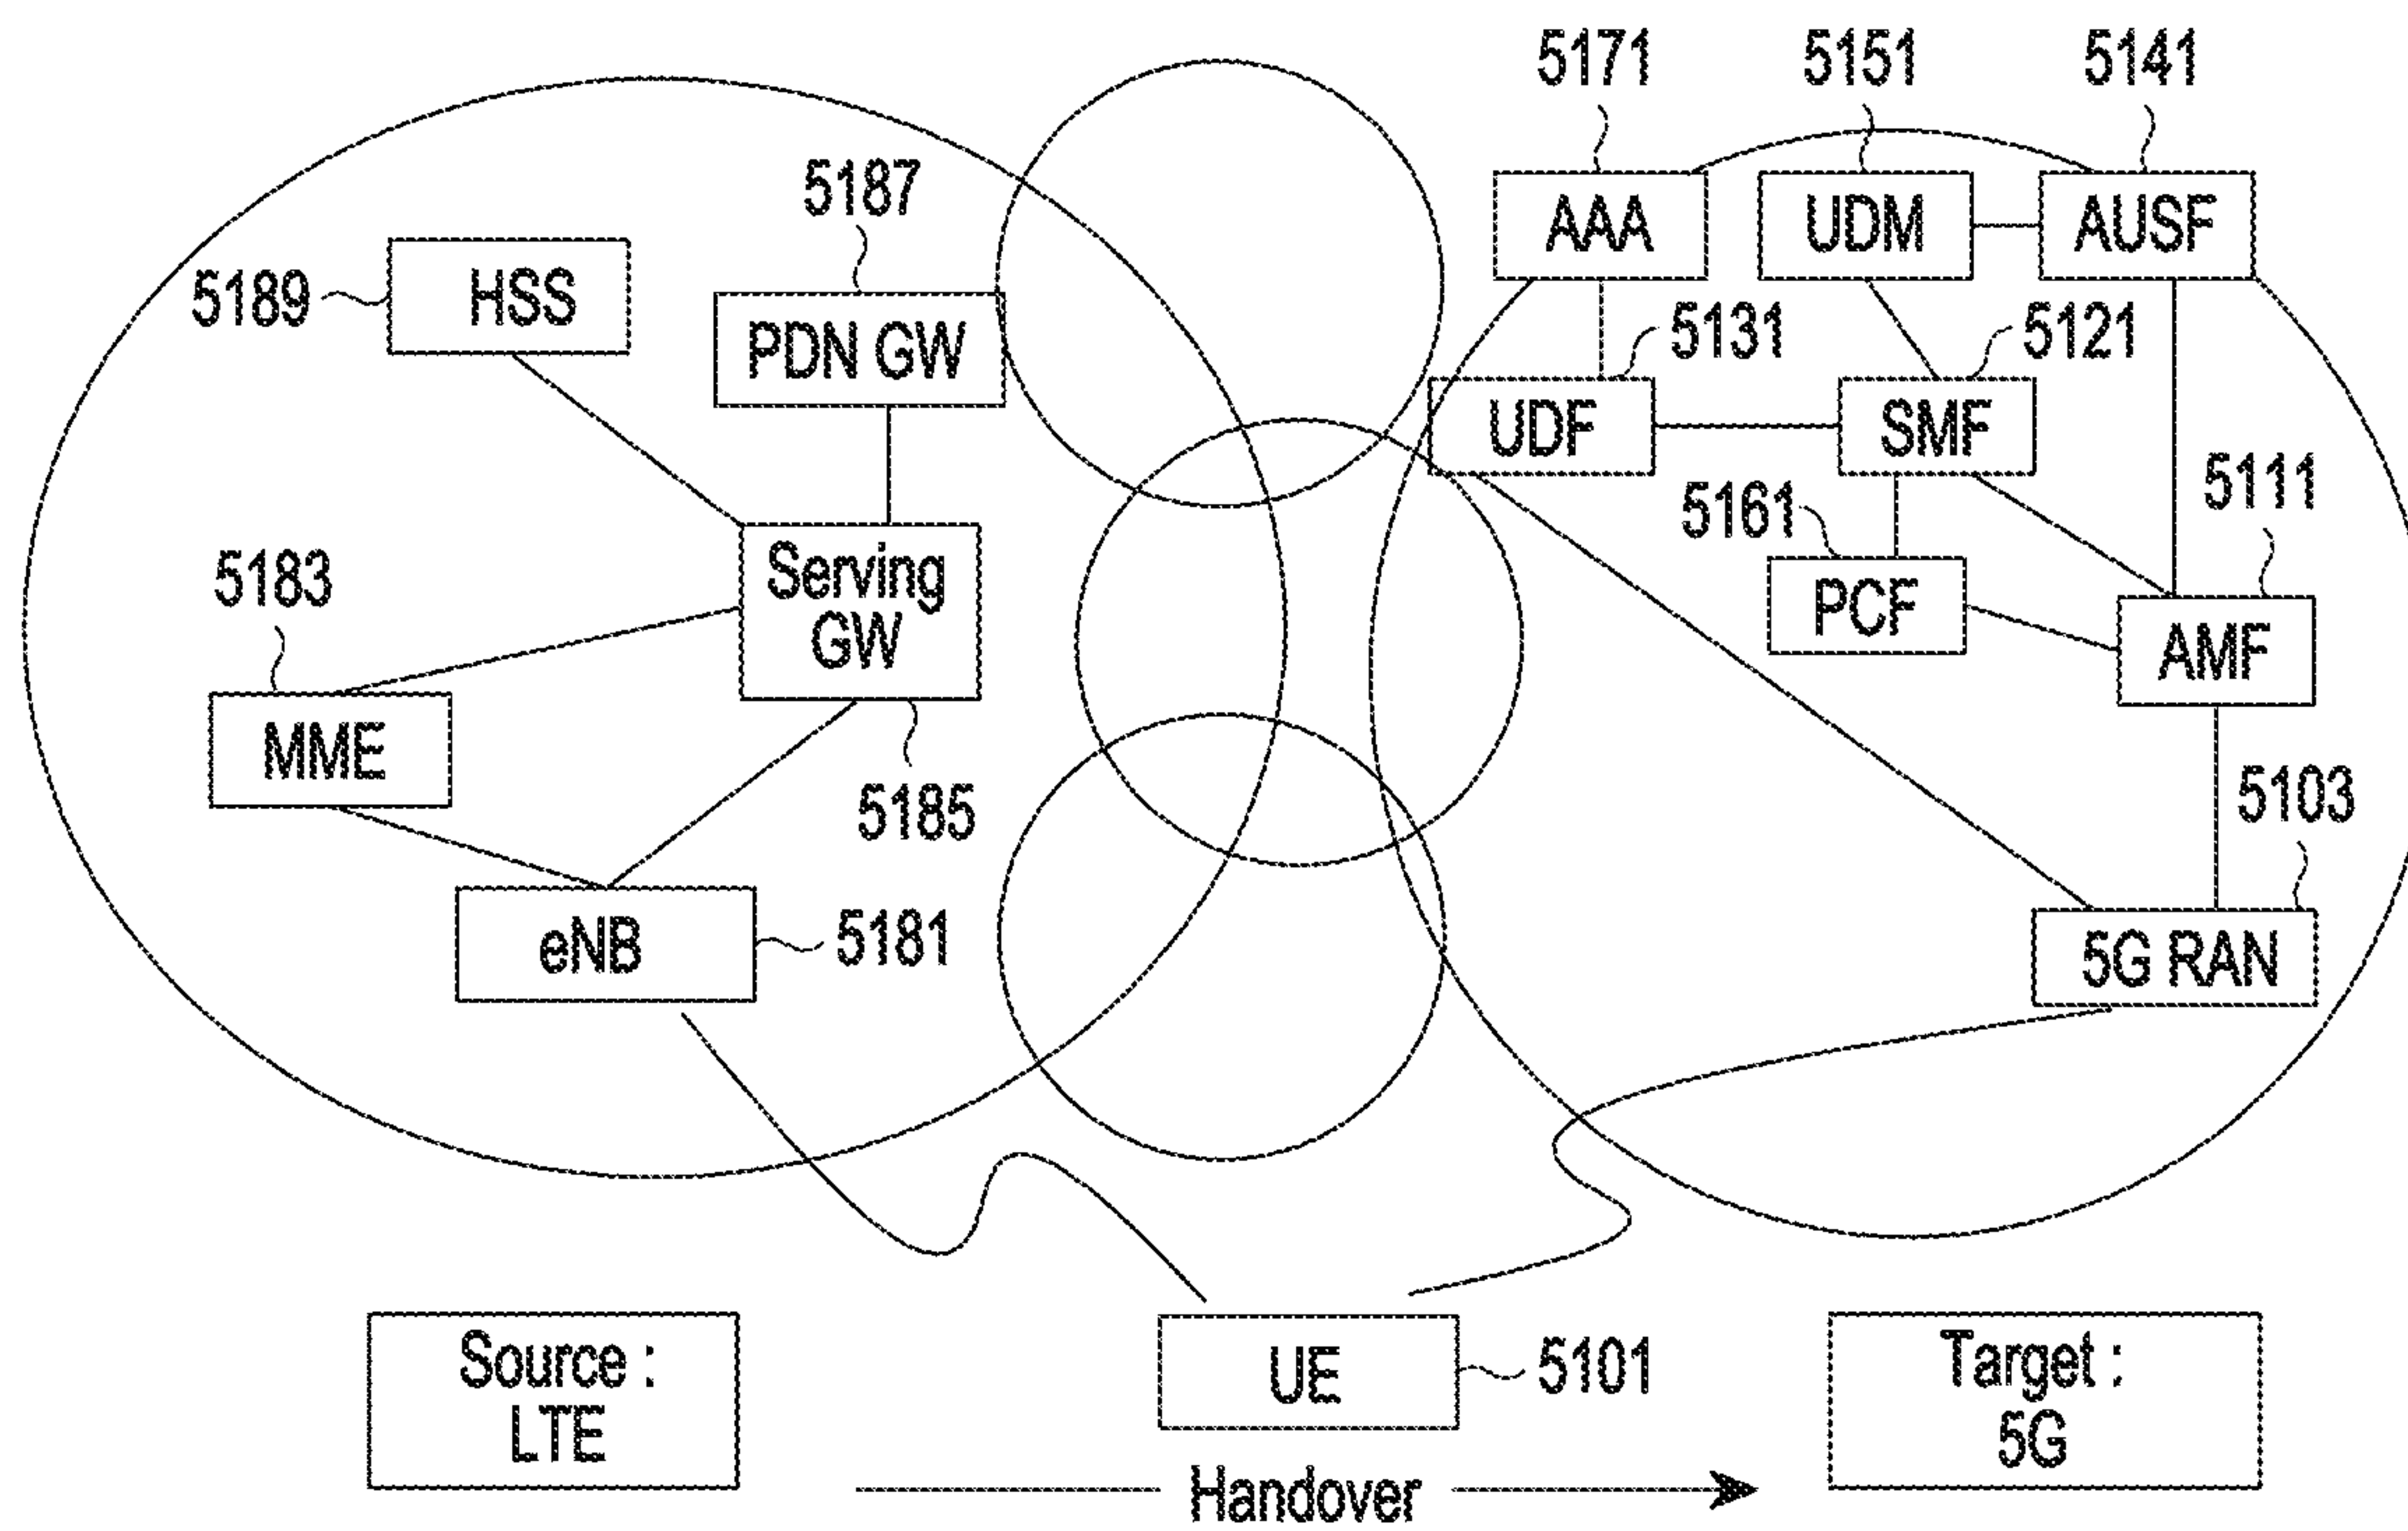 5171
5151
5141
5187
AAA
UDM
AUSF
5189
HSS
PDN GW
5131
5121
UDF
SMF
5111
5161
5183
Serving
GW
PCF
AMF
MME
5185
5103
eNB
5181
5G RAN
Source :
LTE
UE
5101
Target :
5G
Handover